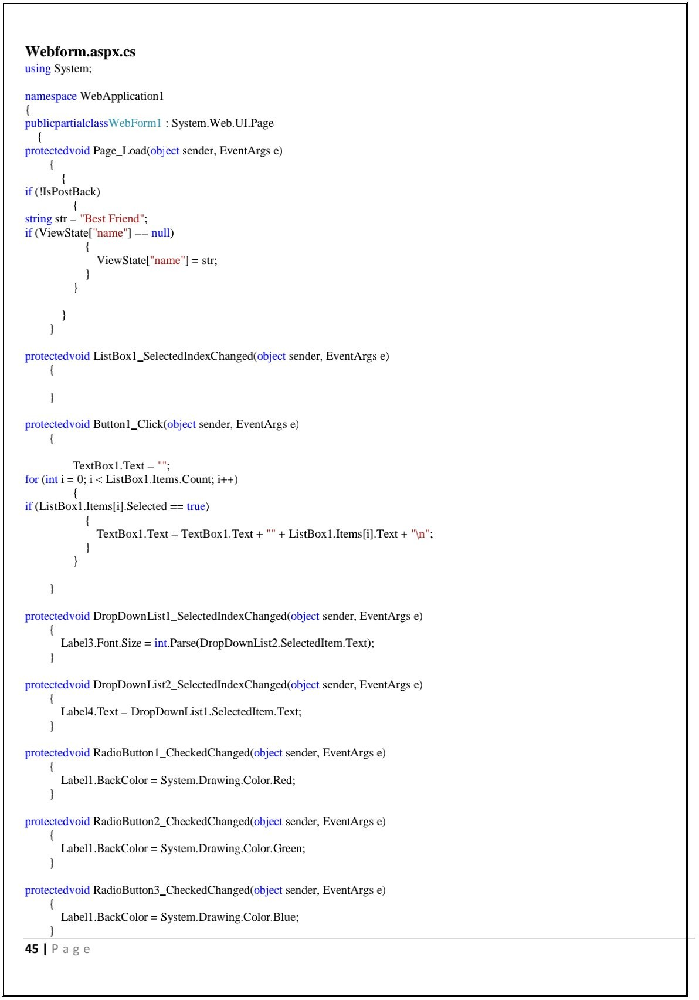 Webform.aspx.cs
using System;
namespace WebApplication1
{
publicpartialclassWebForm1 : System.Web.UI.Page
{
protectedvoid Page_Load(object sender, EventArgs e)
{
{
if (!IsPostBack)
{
string str = "Best Friend";
if (ViewState["name"] == null)
{
ViewState["name"] = str;
}
}
}
}
protectedvoid ListBox1_SelectedIndexChanged(object sender, EventArgs e)
{
}
protectedvoid Button1_Click(object sender, EventArgs e)
{
TextBox1.Text = "";
for (int i = 0; i < ListBox1.Items.Count; i++)
{
if (ListBox1.Items[i].Selected == true)
{
TextBox1.Text = TextBox1.Text + "" + ListBox1.Items[i].Text + "\n";
}
}
}
protectedvoid DropDownList1_SelectedIndexChanged(object sender, EventArgs e)
{
Label3.Font.Size = int.Parse(DropDownList2.SelectedItem.Text);
}
protectedvoid DropDownList2_SelectedIndexChanged(object sender, EventArgs e)
{
Label4.Text = DropDownList1.SelectedItem.Text;
}
protectedvoid RadioButton1_CheckedChanged(object sender, EventArgs e)
{
Label1.BackColor = System.Drawing.Color.Red;
}
protectedvoid RadioButton2_CheckedChanged(object sender, EventArgs e)
{
Label1.BackColor = System.Drawing.Color.Green;
}
protectedvoid RadioButton3_CheckedChanged(object sender, EventArgs e)
{
Label1.BackColor = System.Drawing.Color.Blue;
}
45 | Page